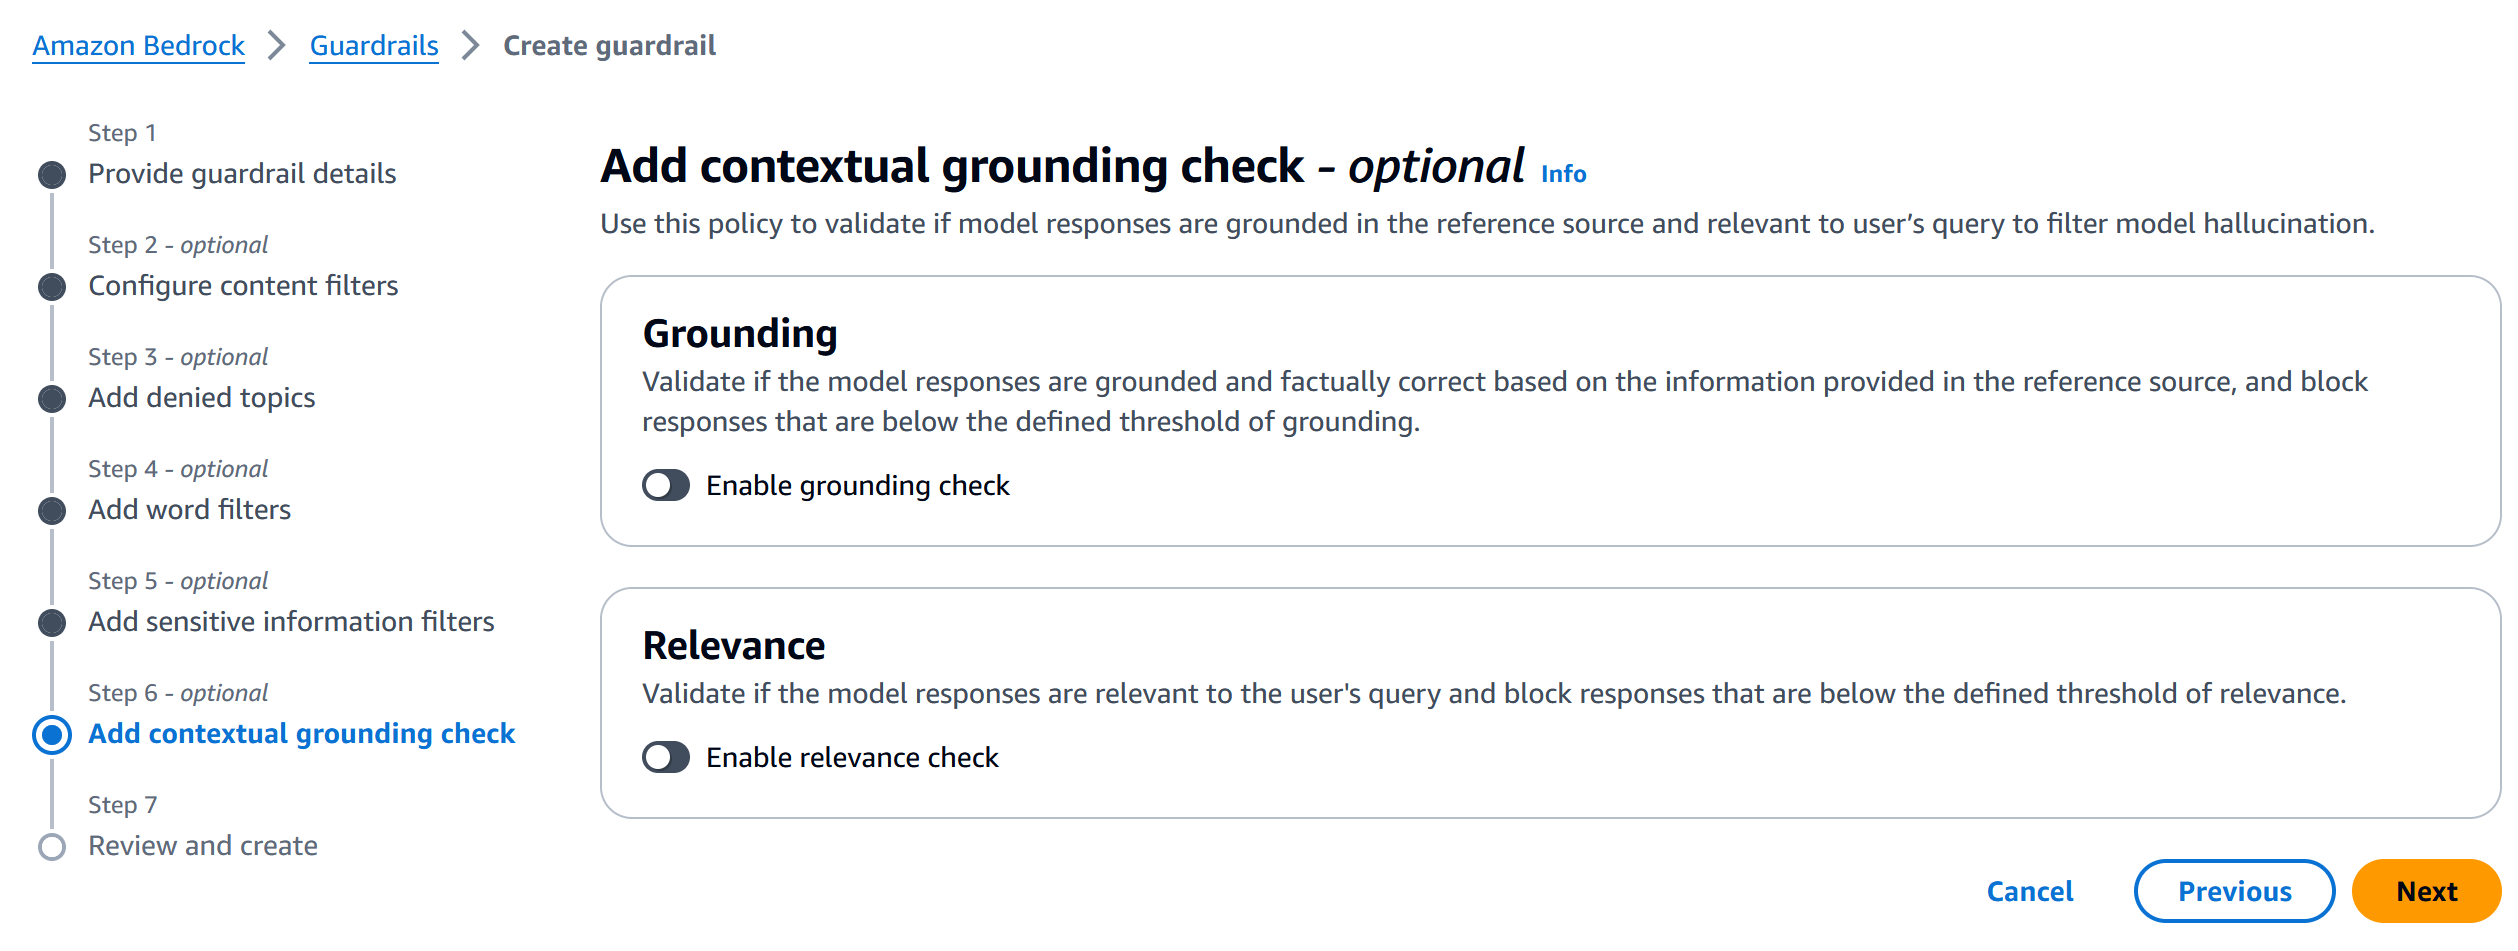 Amazon Bedrock > Guardrails > Create guardrail
Step 1
Provide guardrail details
Step 2 - optional
Configure content filters
Step 3 - optional
Add denied topics
Step 4 - optional
Add word filters
Step 5 - optional
Add sensitive information filters
Step 6 - optional
Add contextual grounding check
Step 7
Review and create
Add contextual grounding check - optional Info
Use this policy to validate if model responses are grounded in the reference source and relevant to user’s query to filter model hallucination.
Grounding
Validate if the model responses are grounded and factually correct based on the information provided in the reference source, and block
responses that are below the defined threshold of grounding.
Enable grounding check
Relevance
Validate if the model responses are relevant to the user's query and block responses that are below the defined threshold of relevance.
Enable relevance check
Cancel Previous Next